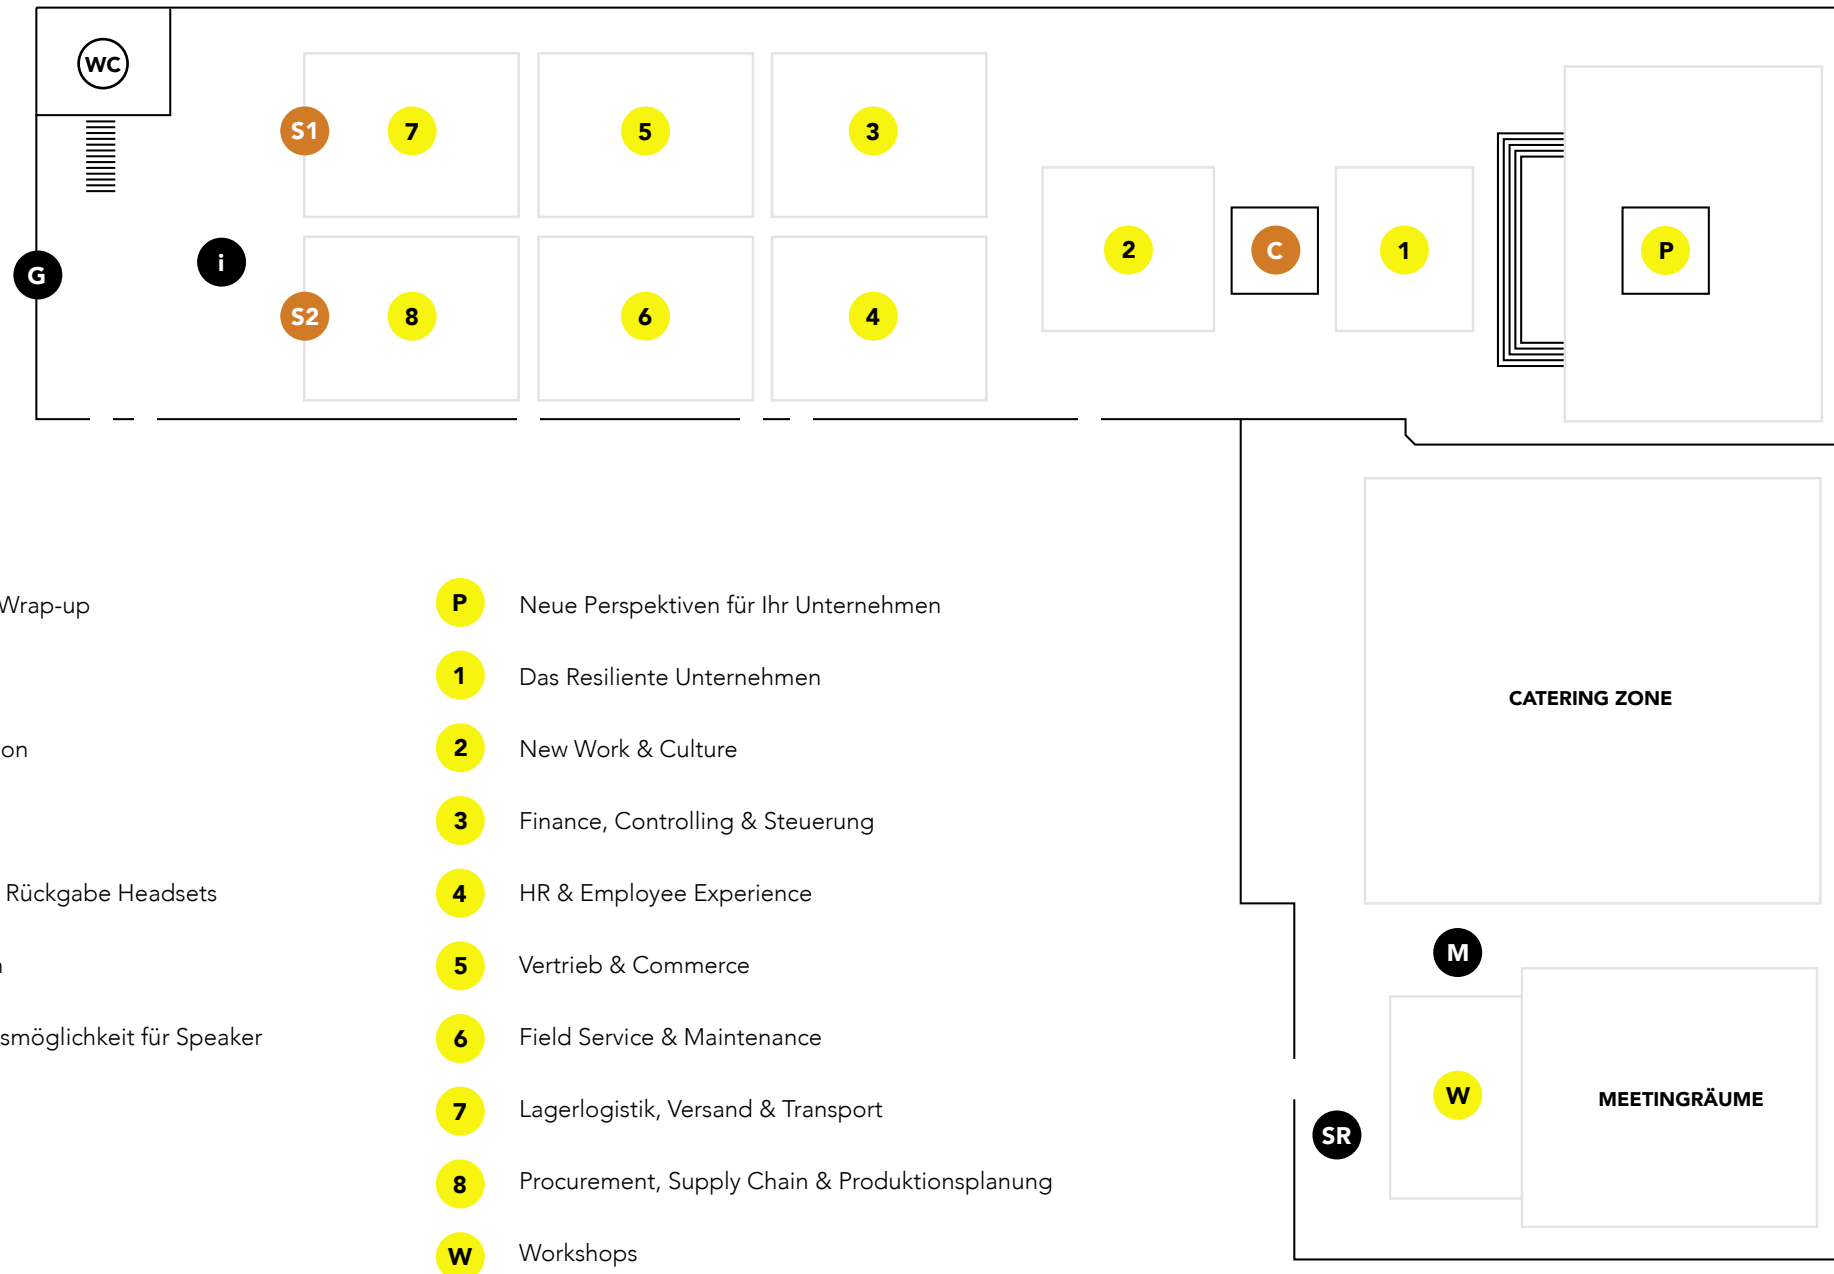 WC
S1
7
5
3
2
C
1
P
G
i
S2
8
6
4
Wrap-up
on
Rückgabe Headsets
smöglichkeit für Speaker
P Neue Perspektiven für Ihr Unternehmen
1 Das Resiliente Unternehmen
2 New Work & Culture
3 Finance, Controlling & Steuerung
4 HR & Employee Experience
5 Vertrieb & Commerce
6 Field Service & Maintenance
7 Lagerlogistik, Versand & Transport
8 Procurement, Supply Chain & Produktionsplanung
W Workshops
CATERING ZONE
M
W
MEETINGRÄUME
SR